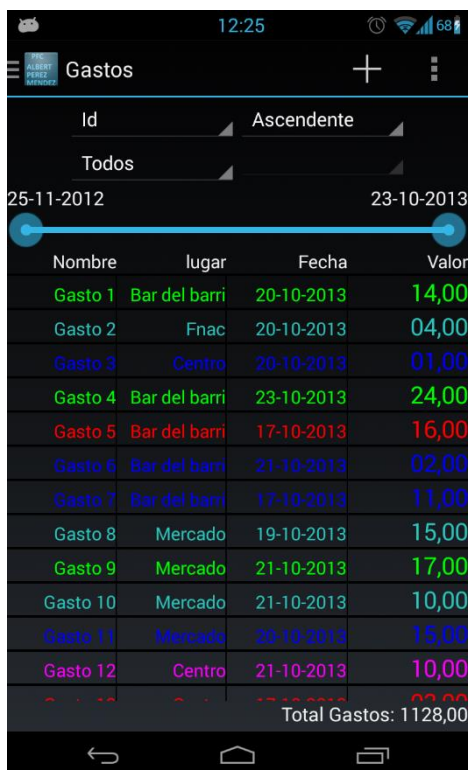 12:25 68
PFC ALBERT PEREZ MENDEZ Gastos
Id Ascendente
Todos
25-11-2012 23-10-2013
Nombre lugar Fecha Valor
Gasto 1 Bar del barri 20-10-2013 14,00
Gasto 2 Fnac 20-10-2013 04,00
Gasto 3 Centro 20-10-2013 01,00
Gasto 4 Bar del barri 23-10-2013 24,00
Gasto 5 Bar del barri 17-10-2013 16,00
Gasto 6 Bar del barri 21-10-2013 02,00
Gasto 7 Bar del barri 17-10-2013 11,00
Gasto 8 Mercado 19-10-2013 15,00
Gasto 9 Mercado 21-10-2013 17,00
Gasto 10 Mercado 21-10-2013 10,00
Gasto 11 Mercado 20-10-2013 15,00
Gasto 12 Centro 21-10-2013 10,00
Total Gastos: 1128,00